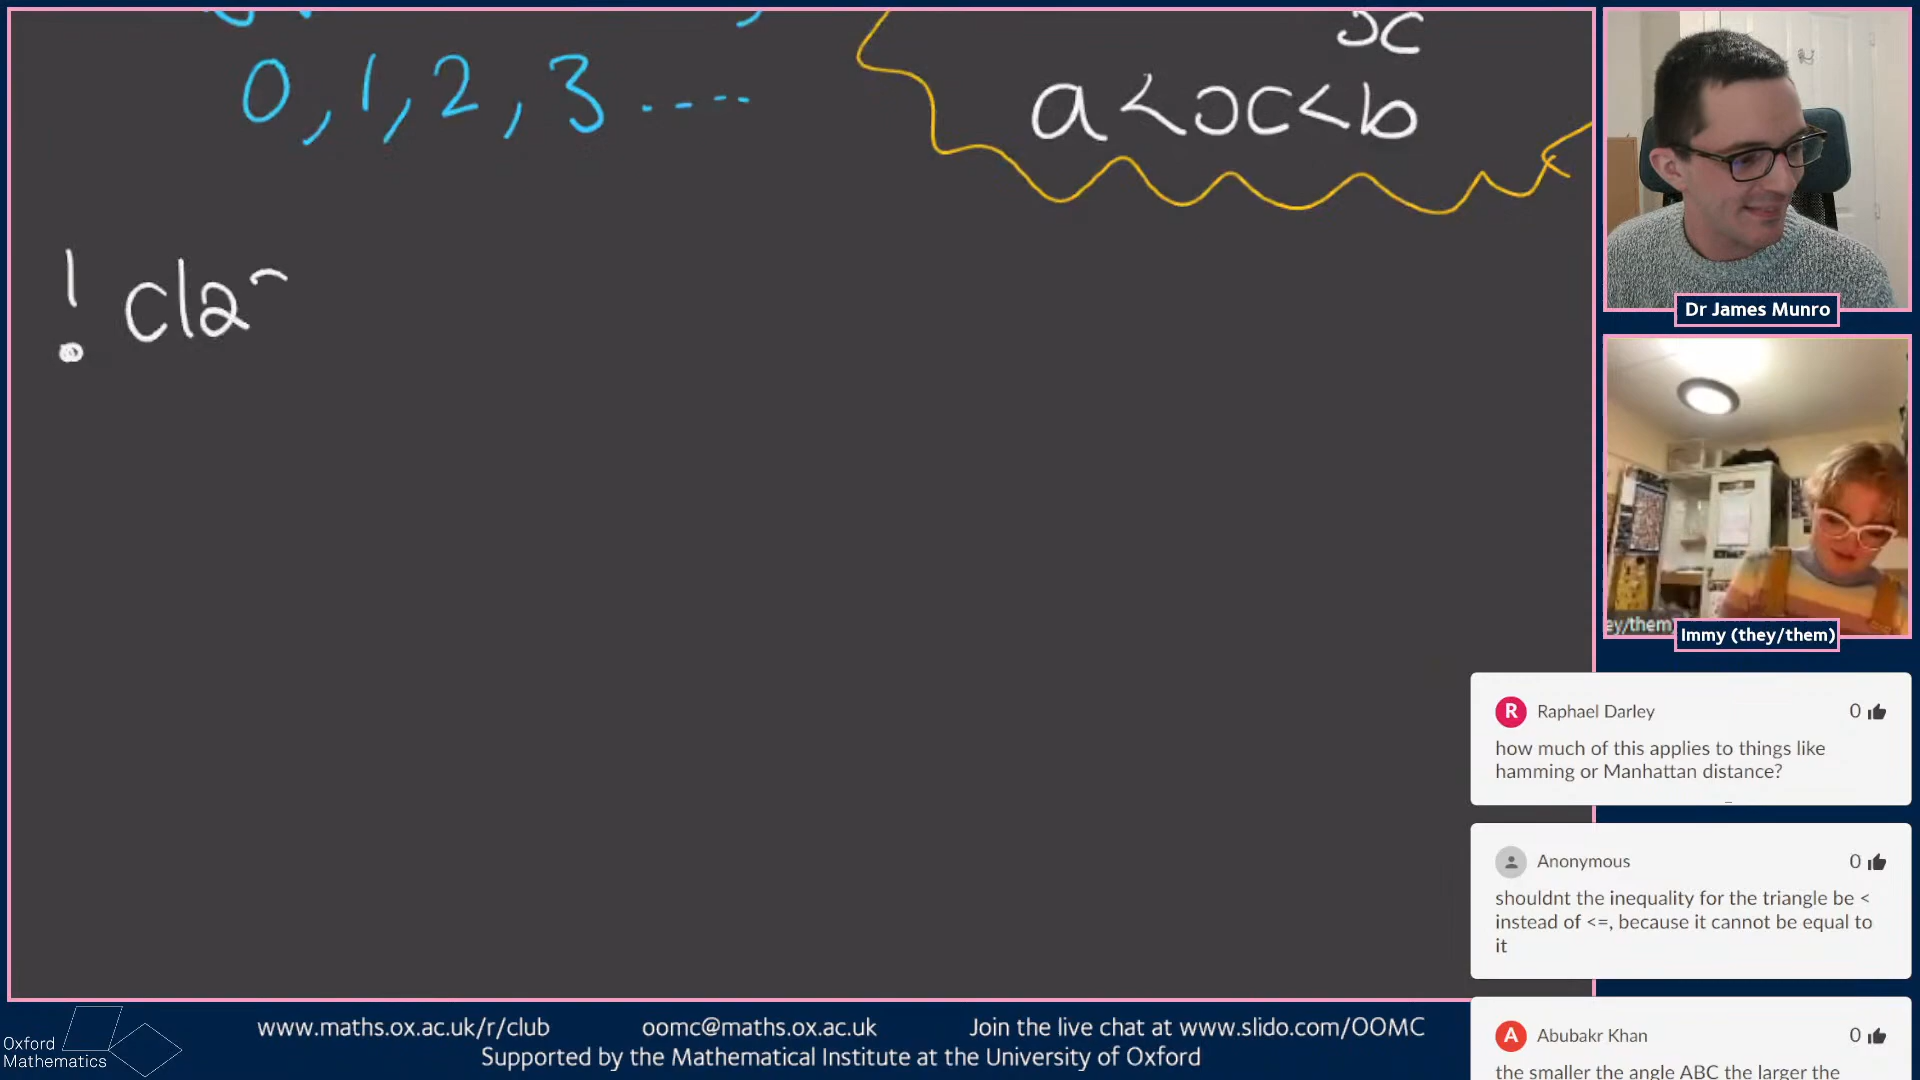 0, 1, 2, 3 ....
x
a < x < b
! cla
Dr James Munro
ey/them)
Immy (they/them)
R Raphael Darley 0
how much of this applies to things like
hamming or Manhattan distance?
Anonymous 0
shouldnt the inequality for the triangle be <
instead of <=, because it cannot be equal to
it
A Abubakr Khan 0
the smaller the angle ABC the larger the
Oxford
Mathematics
www.maths.ox.ac.uk/r/club oomc@maths.ox.ac.uk Join the live chat at www.slido.com/OOMC
Supported by the Mathematical Institute at the University of Oxford